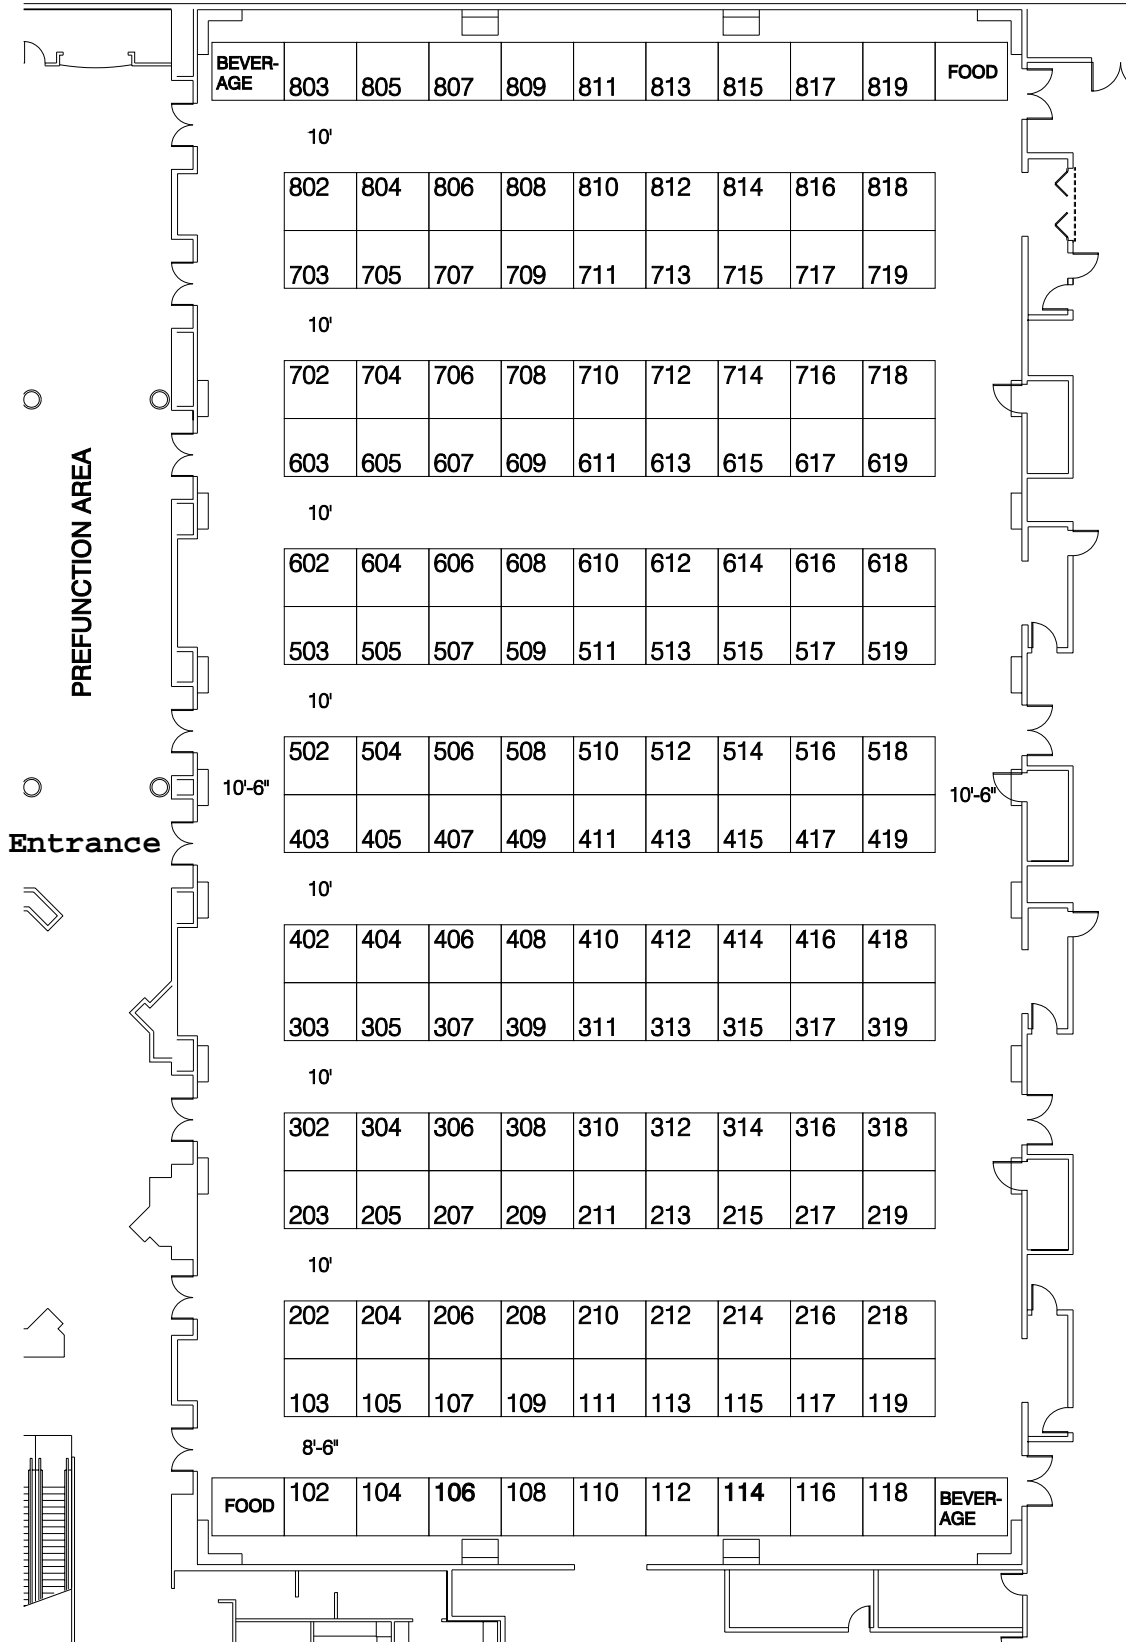 BEVER-
AGE
803 805 807 809 811 813 815 817 819
FOOD
10'
802 804 806 808 810 812 814 816 818
703 705 707 709 711 713 715 717 719
10'
702 704 706 708 710 712 714 716 718
603 605 607 609 611 613 615 617 619
PREFUNCTION AREA
10'
602 604 606 608 610 612 614 616 618
503 505 507 509 511 513 515 517 519
10'
502 504 506 508 510 512 514 516 518
10'-6"
10'-6"
Entrance
403 405 407 409 411 413 415 417 419
10'
402 404 406 408 410 412 414 416 418
303 305 307 309 311 313 315 317 319
10'
302 304 306 308 310 312 314 316 318
203 205 207 209 211 213 215 217 219
10'
202 204 206 208 210 212 214 216 218
103 105 107 109 111 113 115 117 119
8'-6"
FOOD
102 104 106 108 110 112 114 116 118
BEVER-
AGE